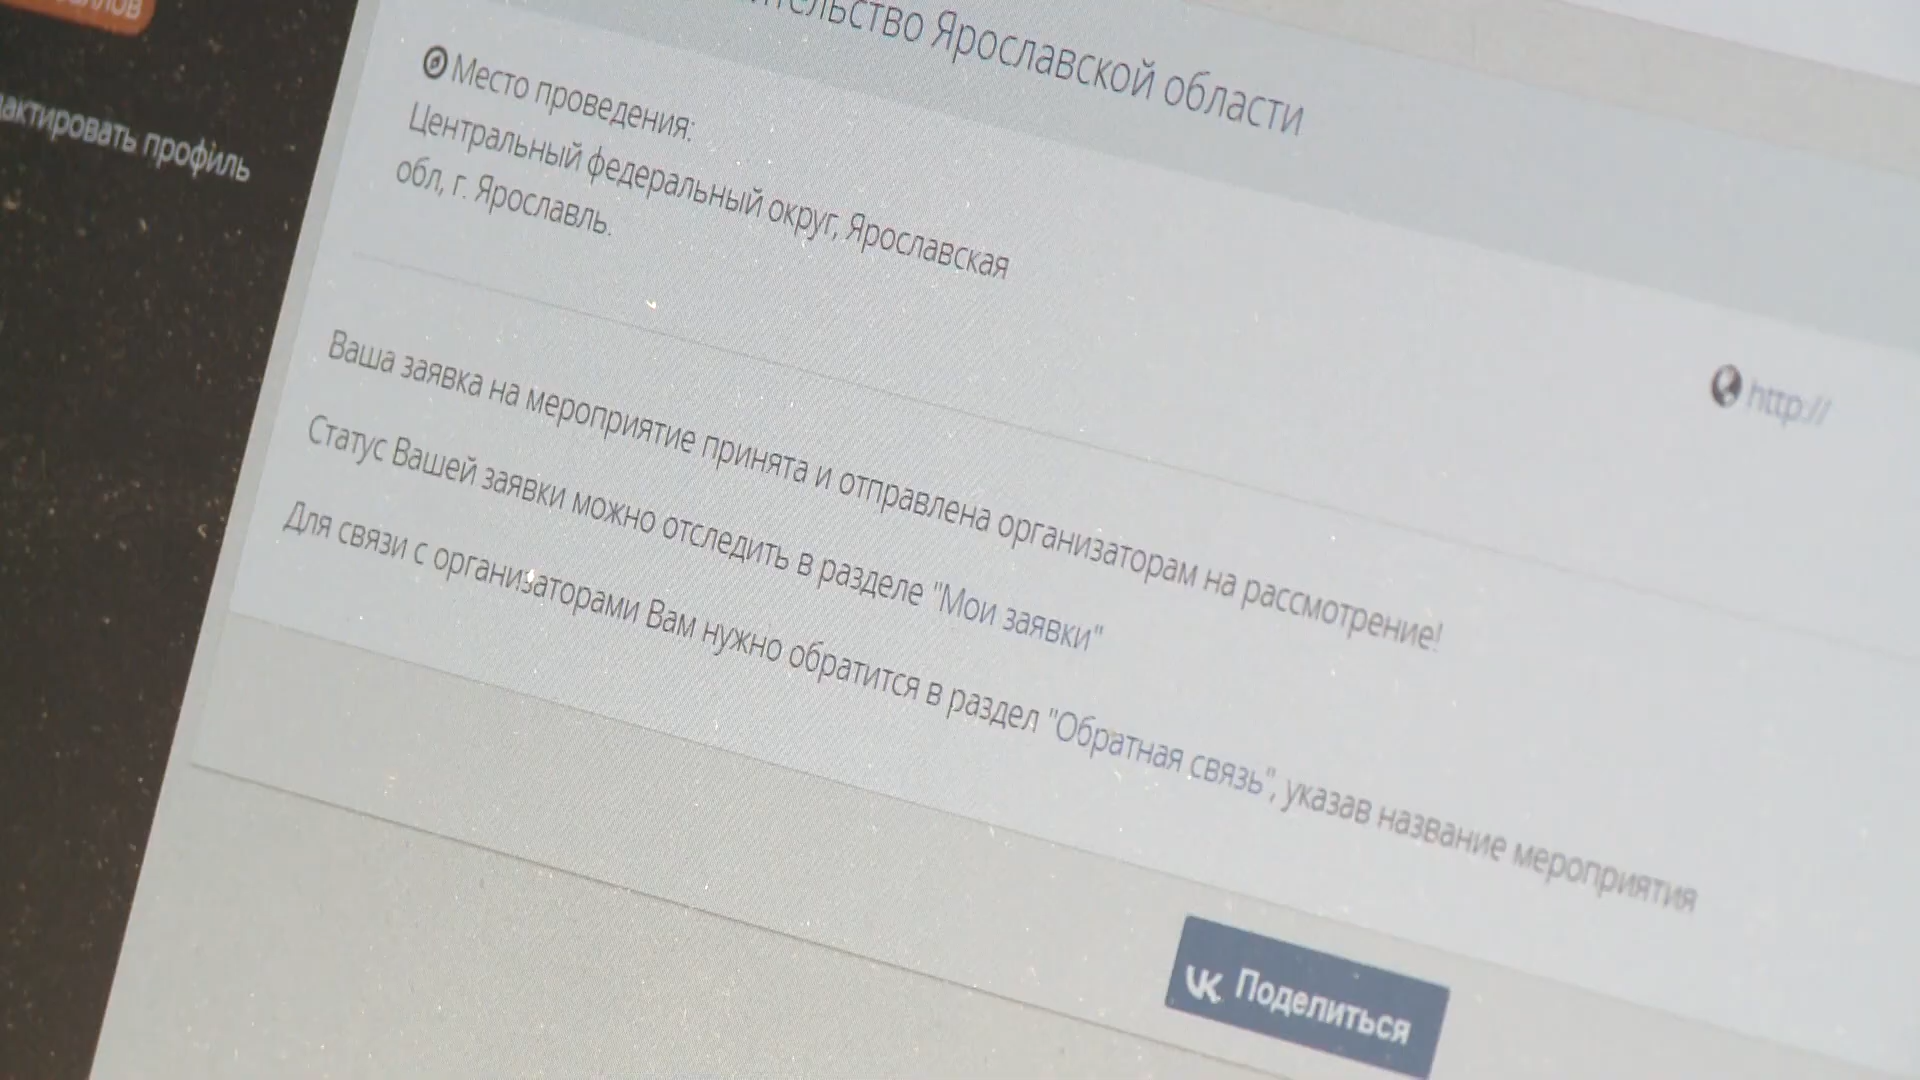 Ярославской области
Место проведения:
Центральный федеральный округ, Ярославская
обл, г. Ярославль.
профиль
http://
Ваша заявка на мероприятие принята и отправлена организаторам на рассмотрение!
Статус Вашей заявки можно отследить в разделе "Мои заявки"
Для связи с организаторами Вам нужно обратится в раздел "Обратная связь", указав название мероприятия
Поделиться